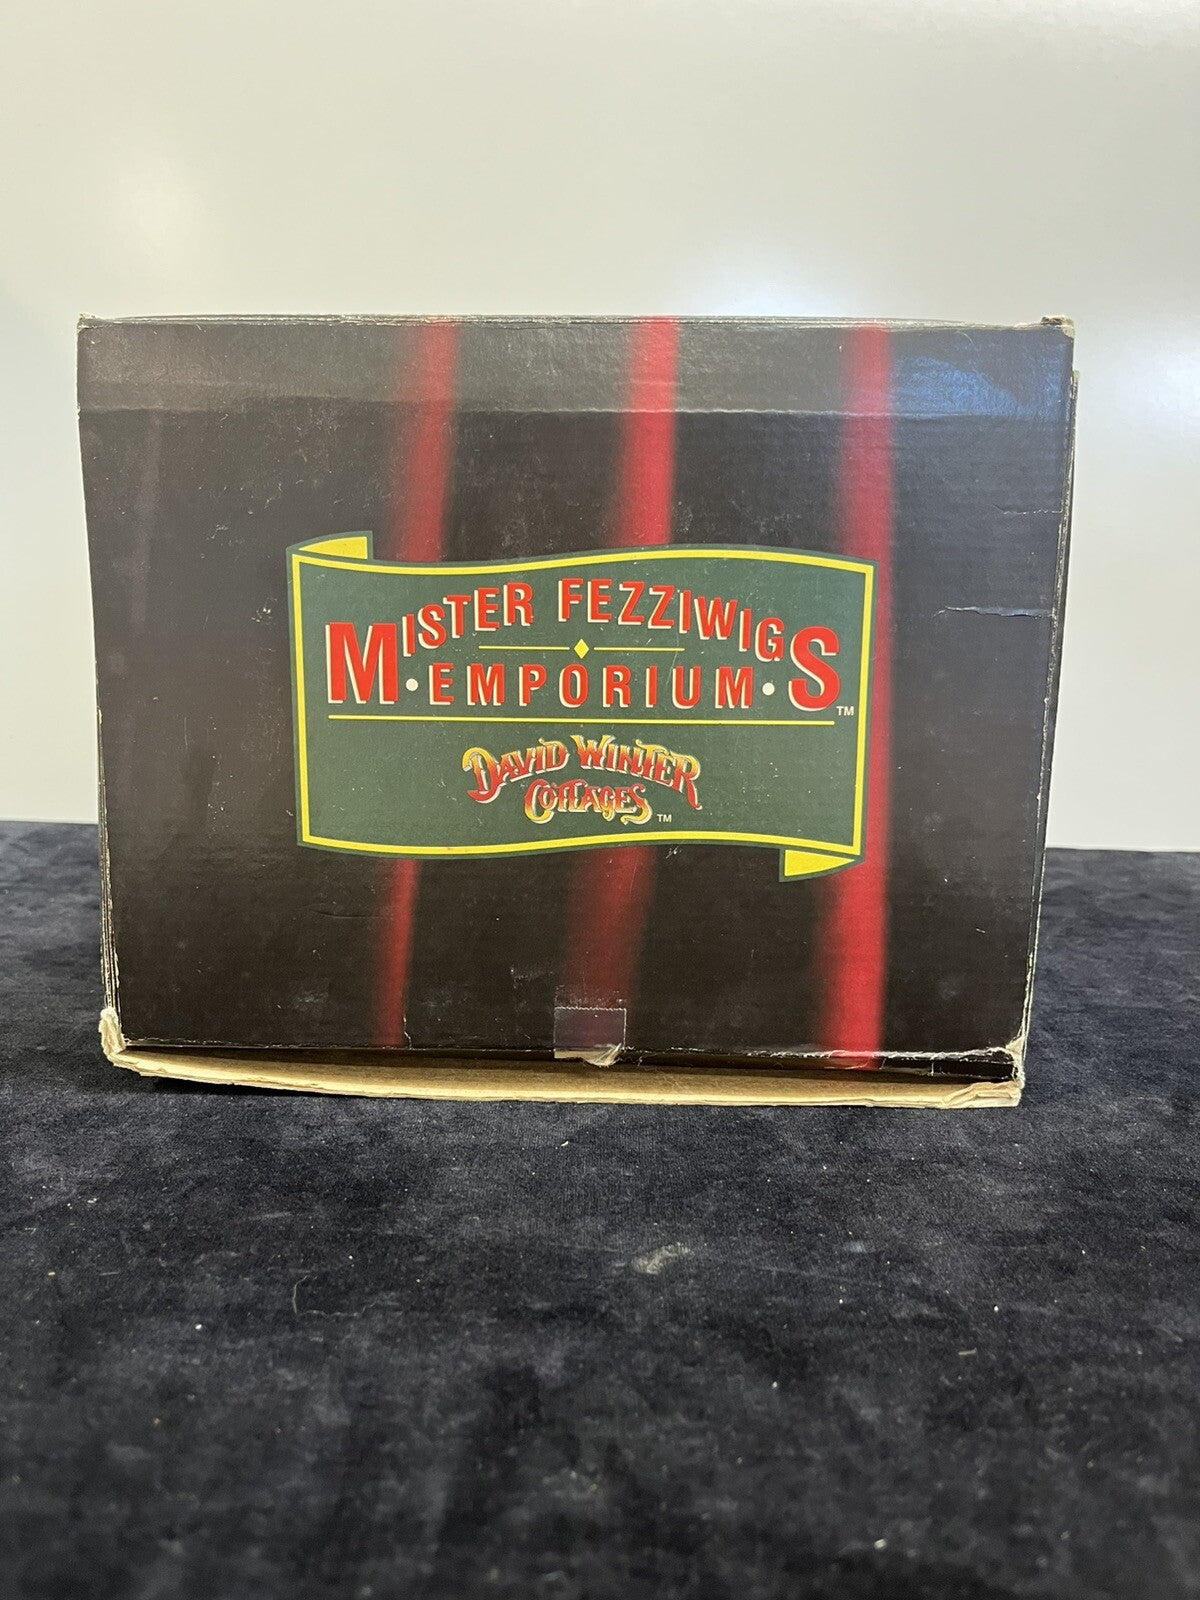 MISTER FEZZIWIGS
• EMPORIUM •
TM
DAVID WINTER
COTTAGES TM